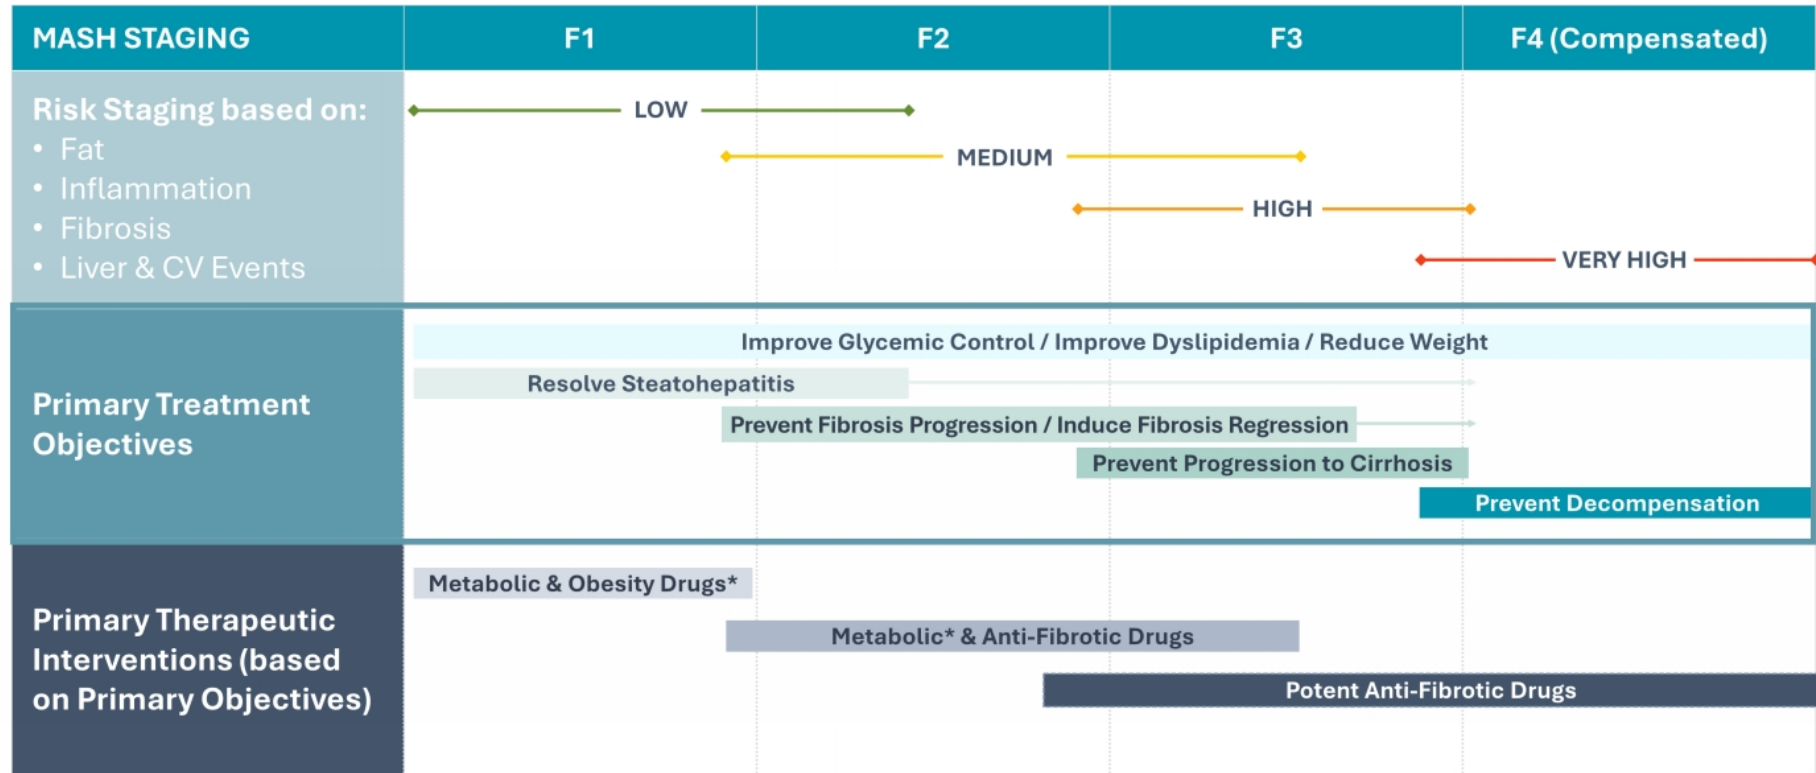 MASH STAGING
F1
F2
F3
F4 (Compensated)
Risk Staging based on:
• Fat
• Inflammation
• Fibrosis
• Liver & CV Events
LOW
MEDIUM
HIGH
VERY HIGH
Primary Treatment
Objectives
Improve Glycemic Control / Improve Dyslipidemia / Reduce Weight
Resolve Steatohepatitis
Prevent Fibrosis Progression / Induce Fibrosis Regression
Prevent Progression to Cirrhosis
Prevent Decompensation
Primary Therapeutic
Interventions (based
on Primary Objectives)
Metabolic & Obesity Drugs*
Metabolic* & Anti-Fibrotic Drugs
Potent Anti-Fibrotic Drugs